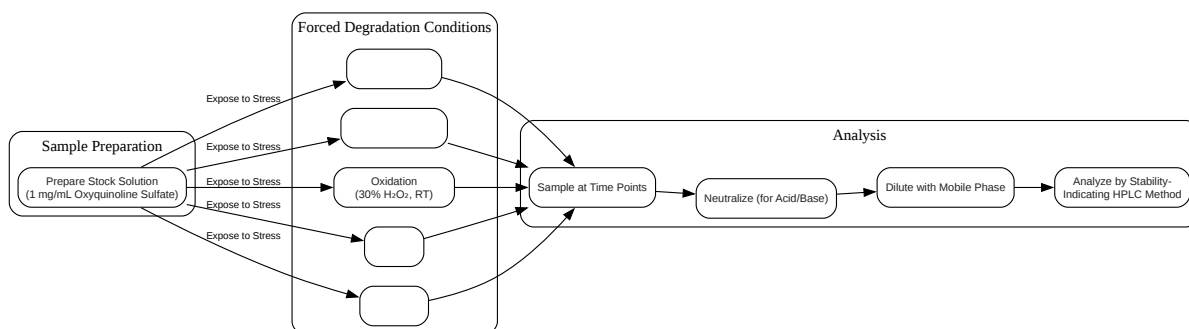 Forced Degradation Conditions
Expose to Stress
Expose to Stress
Expose to Stress
Expose to Stress
Expose to Stress
Sample Preparation
Prepare Stock Solution
(1 mg/mL Oxyquinoline Sulfate)
Oxidation
(30% H₂O₂, RT)
Analysis
Sample at Time Points
Neutralize (for Acid/Base)
Dilute with Mobile Phase
Analyze by Stability-
Indicating HPLC Method